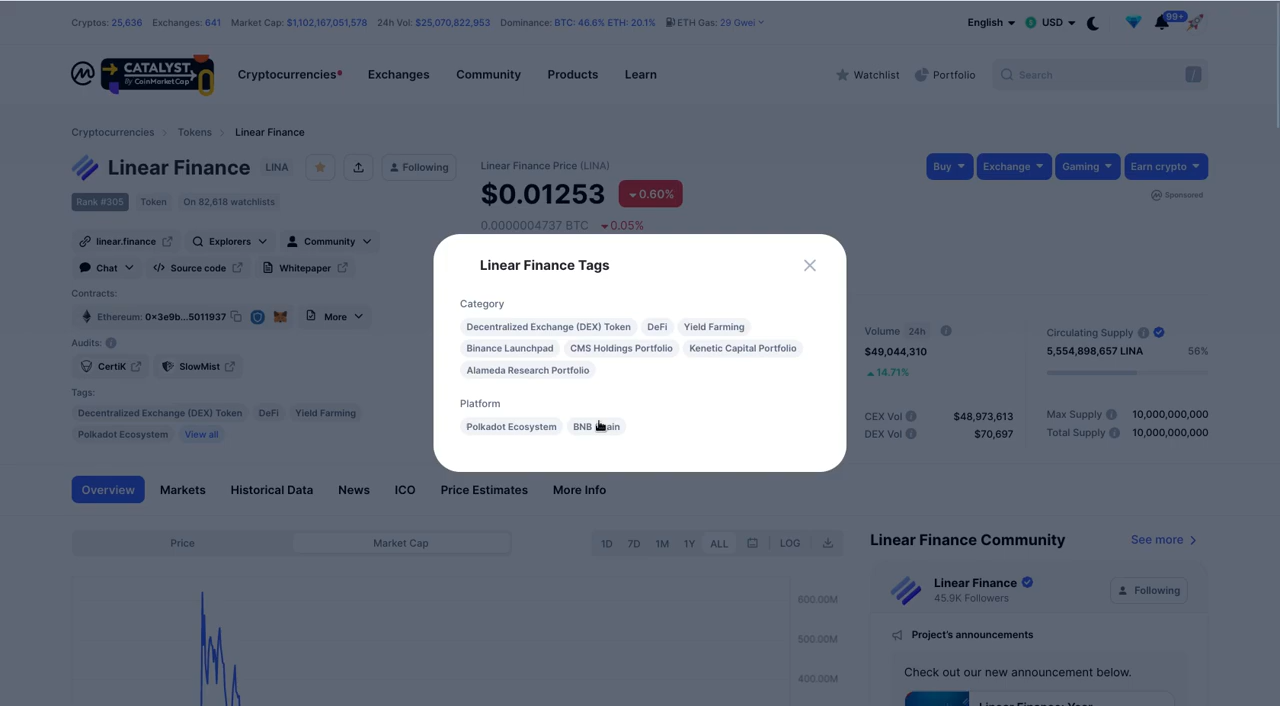 Cryptos: 25,636 Exchanges: 641 Market Cap: $1,102,167,051,578 24h Vol: $25,070,822,953 Dominance: BTC: 46.6% ETH: 20.1% ETH Gas: 29 Gwei
English USD 99+
CATALYST
By CoinMarketCap
Cryptocurrencies Exchanges Community Products Learn
Watchlist Portfolio Search /
Cryptocurrencies Tokens Linear Finance
Linear Finance LINA Following
Rank #305 Token On 82,618 watchlists
linear.finance Explorers Community
Chat Source code Whitepaper
Contracts:
Ethereum: 0x3e9b...5011937 More
Audits:
CertiK SlowMist
Tags:
Decentralized Exchange (DEX) Token DeFi Yield Farming
Polkadot Ecosystem View all
Linear Finance Price (LINA)
$0.01253 0.60%
0.0000004737 BTC 0.05%
Buy Exchange Gaming Earn crypto
Sponsored
Linear Finance Tags
Category
Decentralized Exchange (DEX) Token DeFi Yield Farming
Binance Launchpad CMS Holdings Portfolio Kenetic Capital Portfolio
Alameda Research Portfolio
Platform
Polkadot Ecosystem BNB
Volume 24h
$49,044,310
14.71%
CEX Vol $48,973,613
DEX Vol $70,697
Circulating Supply
5,554,898,657 LINA 56%
Max Supply 10,000,000,000
Total Supply 10,000,000,000
Overview Markets Historical Data News ICO Price Estimates More Info
Price Market Cap
1D 7D 1M 1Y ALL LOG
600.00M
500.00M
400.00M
Linear Finance Community See more
Linear Finance
45.9K Followers
Following
Project's announcements
Check out our new announcement below.
Linear Finance: Year